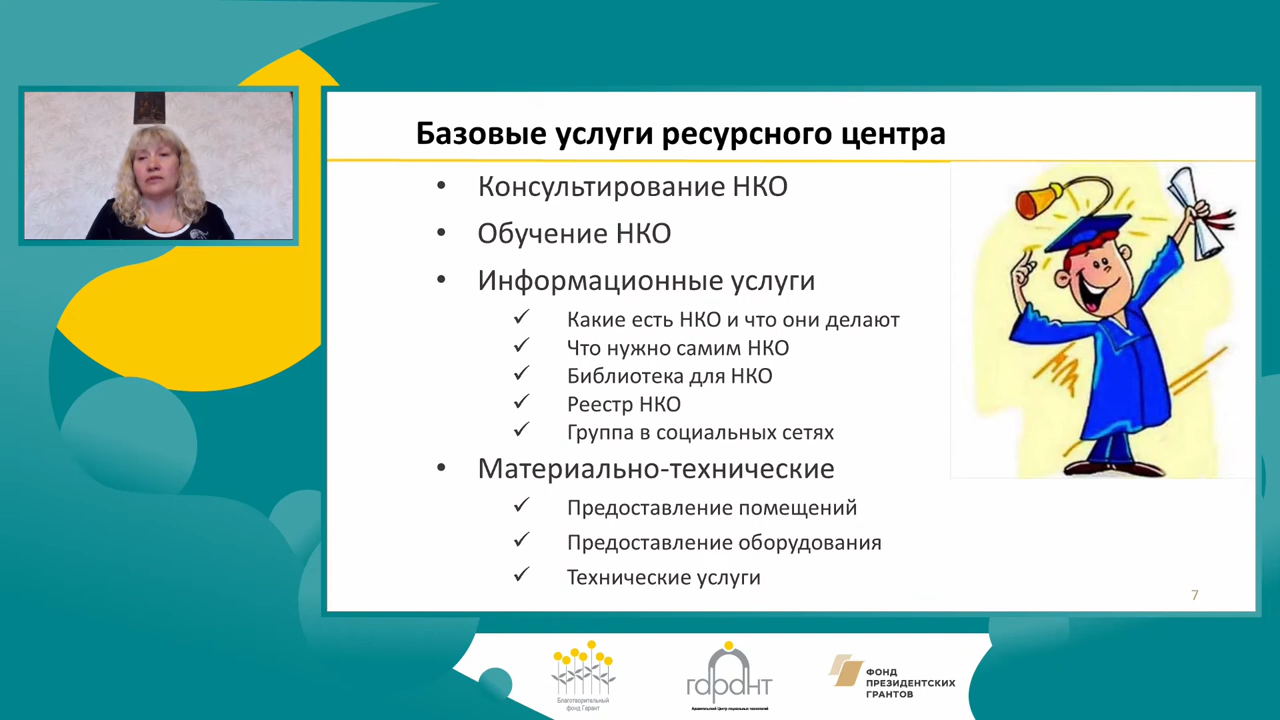 Базовые услуги ресурсного центра
• Консультирование НКО
• Обучение НКО
• Информационные услуги
✓ Какие есть НКО и что они делают
✓ Что нужно самим НКО
✓ Библиотека для НКО
✓ Реестр НКО
✓ Группа в социальных сетях
• Материально-технические
✓ Предоставление помещений
✓ Предоставление оборудования
✓ Технические услуги
7
Благотворительный
фонд Гарант
гарант
Архангельский Центр социальных технологий
ФОНД
ПРЕЗИДЕНТСКИХ
ГРАНТОВ